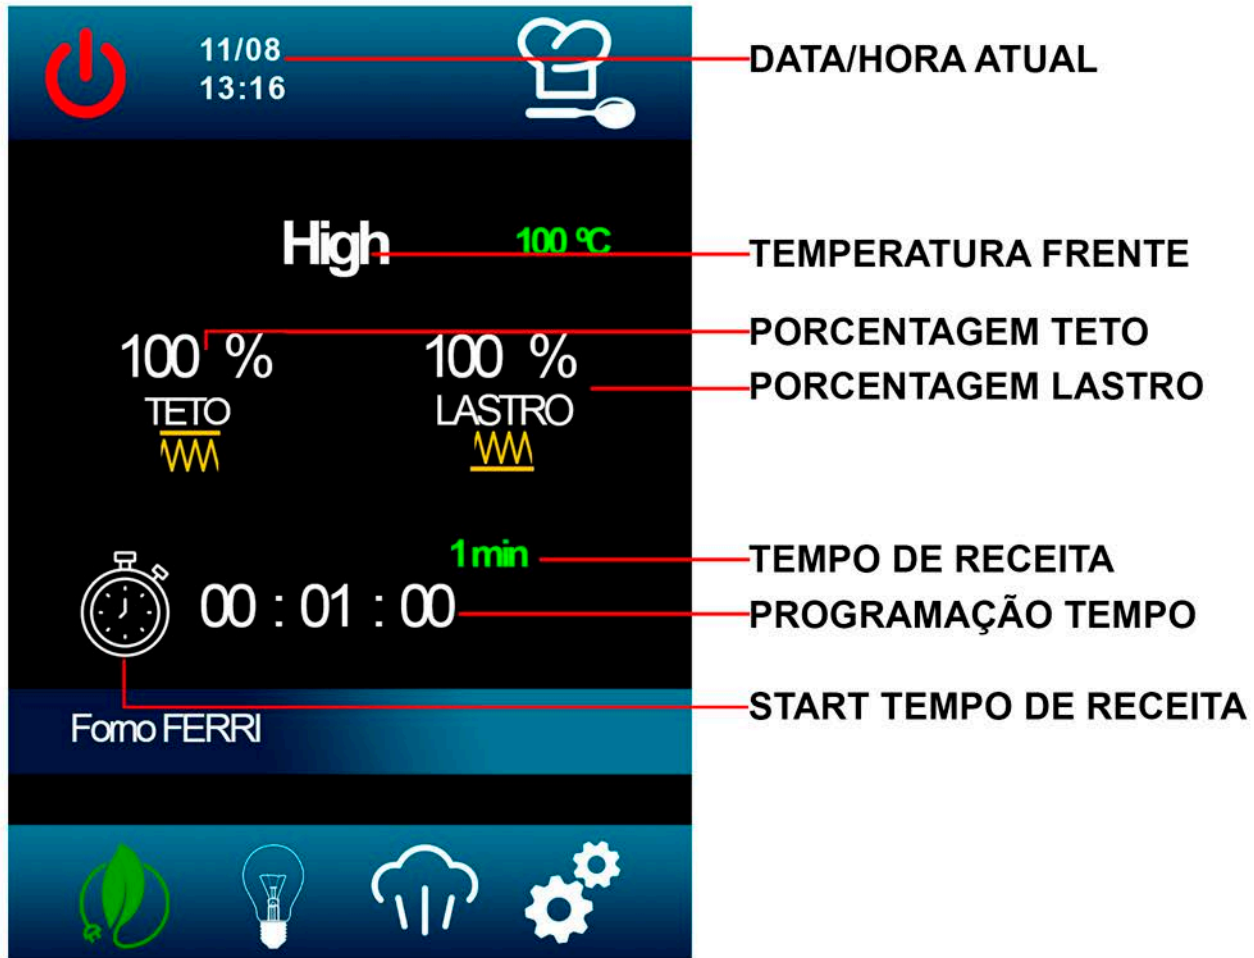 11/08
13:16
DATA/HORA ATUAL
High
100 ºC
TEMPERATURA FRENTE
100 %
100 %
PORCENTAGEM TETO
TETO
LASTRO
PORCENTAGEM LASTRO
1 min
TEMPO DE RECEITA
00 : 01 : 00
PROGRAMAÇÃO TEMPO
START TEMPO DE RECEITA
Forno FERRI